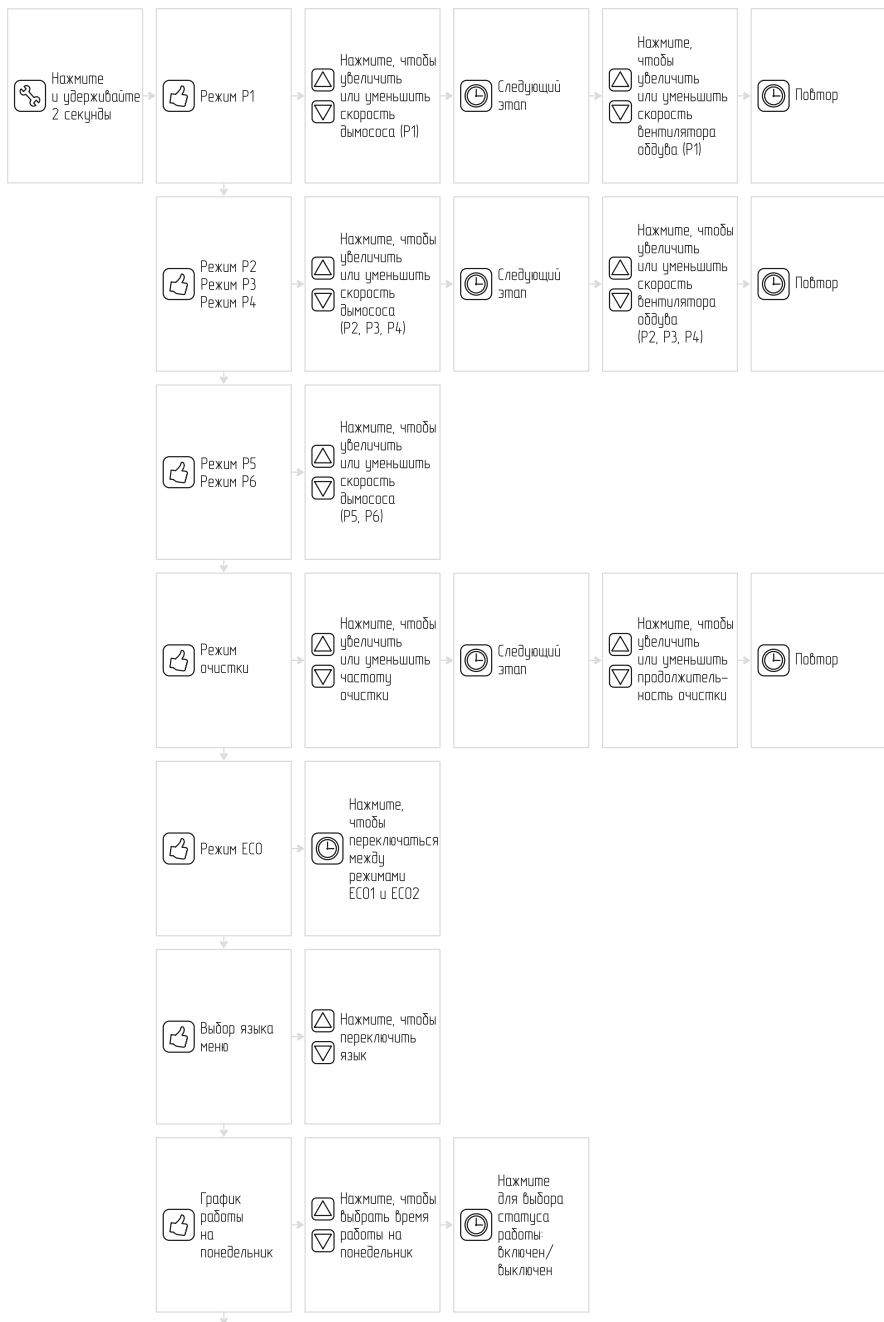 Нажмите
и удерживайте
2 секунды
Режим P1
Нажмите, чтобы
увеличить
или уменьшить
скорость
дымососа (P1)
Следующий
этап
Нажмите,
чтобы
увеличить
или уменьшить
скорость
вентилятора
обдува (P1)
Повтор
Режим P2
Режим P3
Режим P4
Нажмите, чтобы
увеличить
или уменьшить
скорость
дымососа
(P2, P3, P4)
Следующий
этап
Нажмите, чтобы
увеличить
или уменьшить
скорость
вентилятора
обдува
(P2, P3, P4)
Повтор
Режим P5
Режим P6
Нажмите, чтобы
увеличить
или уменьшить
скорость
дымососа
(P5, P6)
Режим
очистки
Нажмите, чтобы
увеличить
или уменьшить
частоту
очистки
Следующий
этап
Нажмите, чтобы
увеличить
или уменьшить
продолжитель-
ность очистки
Повтор
Режим ECO
Нажмите,
чтобы
переключаться
между
режимами
ECO1 и ECO2
Выбор языка
меню
Нажмите, чтобы
переключить
язык
График
работы
на
понедельник
Нажмите, чтобы
выбрать время
работы на
понедельник
Нажмите
для выбора
статуса
работы:
включен/
выключен